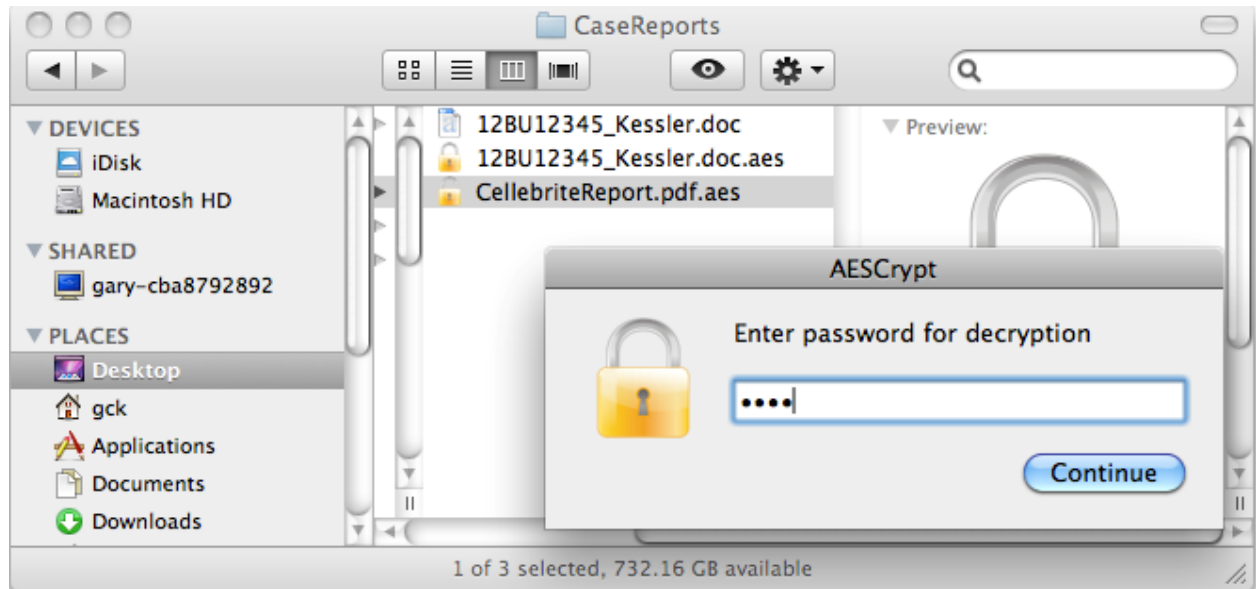 CaseReports
DEVICES
iDisk
Macintosh HD
SHARED
gary-cba8792892
PLACES
Desktop
gck
Applications
Documents
Downloads
12BU12345_Kessler.doc
12BU12345_Kessler.doc.aes
CellebriteReport.pdf.aes
Preview:
AESCrypt
Enter password for decryption
••••
Continue
1 of 3 selected, 732.16 GB available